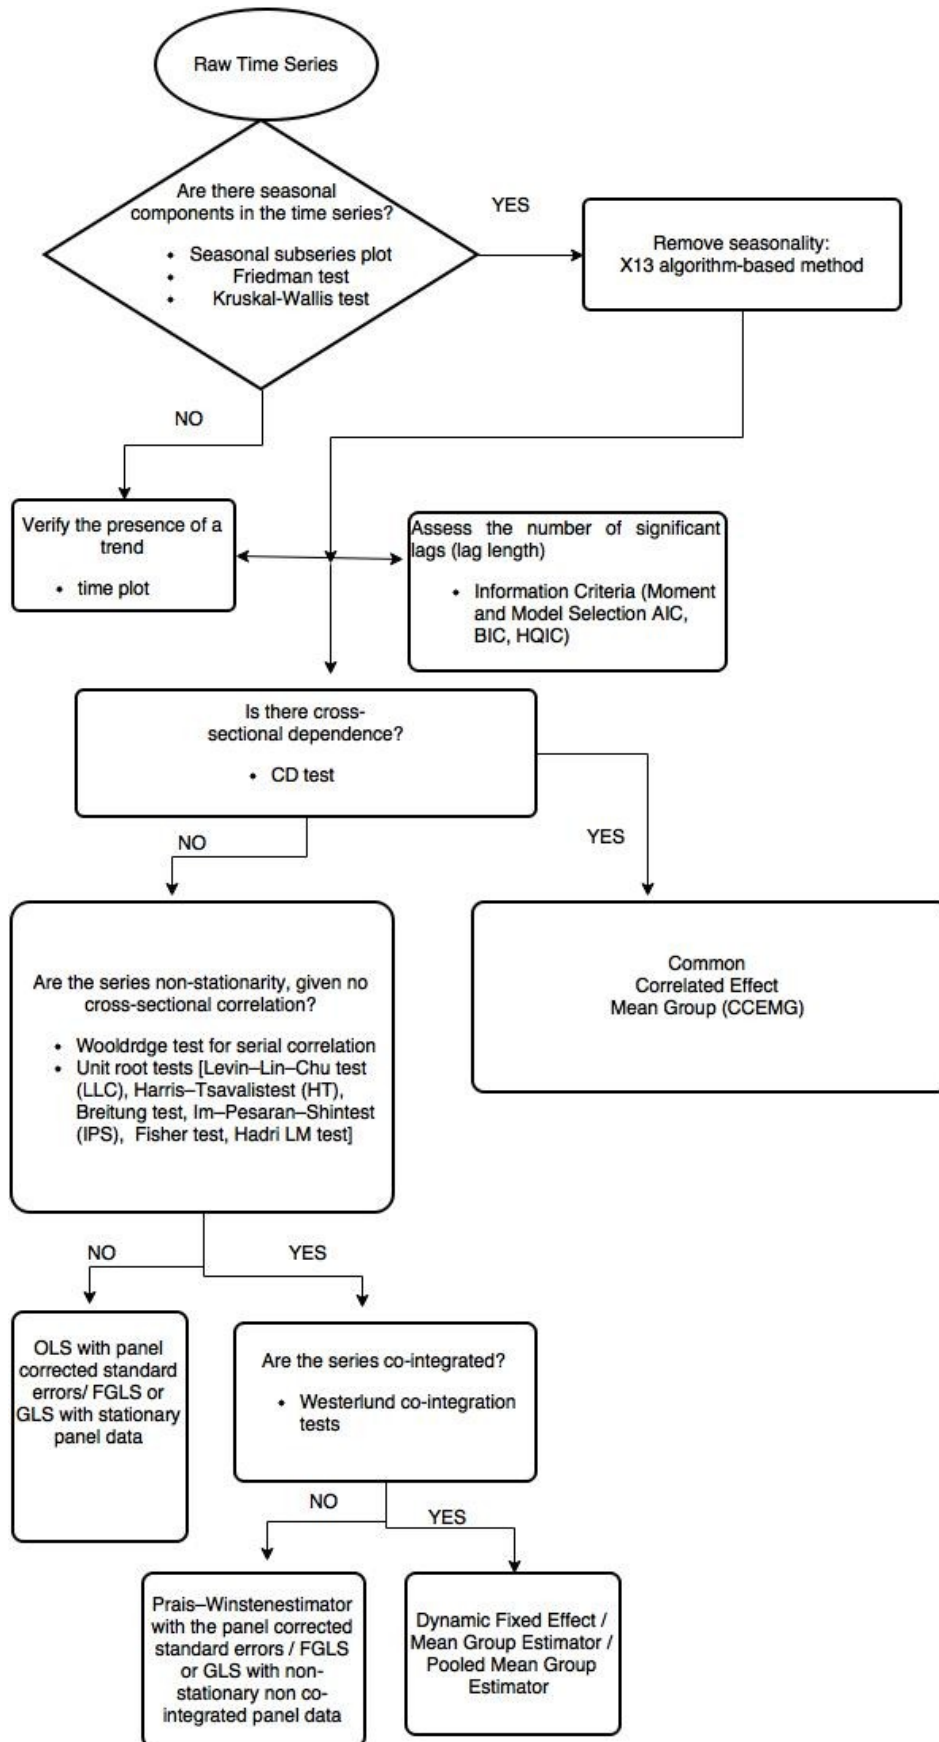 Raw Time Series
Are there seasonal
components in the time series?
• Seasonal subseries plot
• Friedman test
• Kruskal-Wallis test
YES
Remove seasonality:
X13 algorithm-based method
NO
Verify the presence of a
trend
• time plot
Assess the number of significant
lags (lag length)
• Information Criteria (Moment
and Model Selection AIC,
BIC, HQIC)
Is there cross-
sectional dependence?
• CD test
NO
YES
Are the series non-stationarity, given no
cross-sectional correlation?
• Wooldrdge test for serial correlation
• Unit root tests [Levin–Lin–Chu test
(LLC), Harris–Tsavalistest (HT),
Breitung test, Im–Pesaran–Shintest
(IPS), Fisher test, Hadri LM test]
Common
Correlated Effect
Mean Group (CCEMG)
NO
YES
OLS with panel
corrected standard
errors/ FGLS or
GLS with stationary
panel data
Are the series co-integrated?
• Westerlund co-integration
tests
NO
YES
Prais–Winstenestimator
with the panel corrected
standard errors / FGLS
or GLS with non-
stationary non co-
integrated panel data
Dynamic Fixed Effect /
Mean Group Estimator /
Pooled Mean Group
Estimator